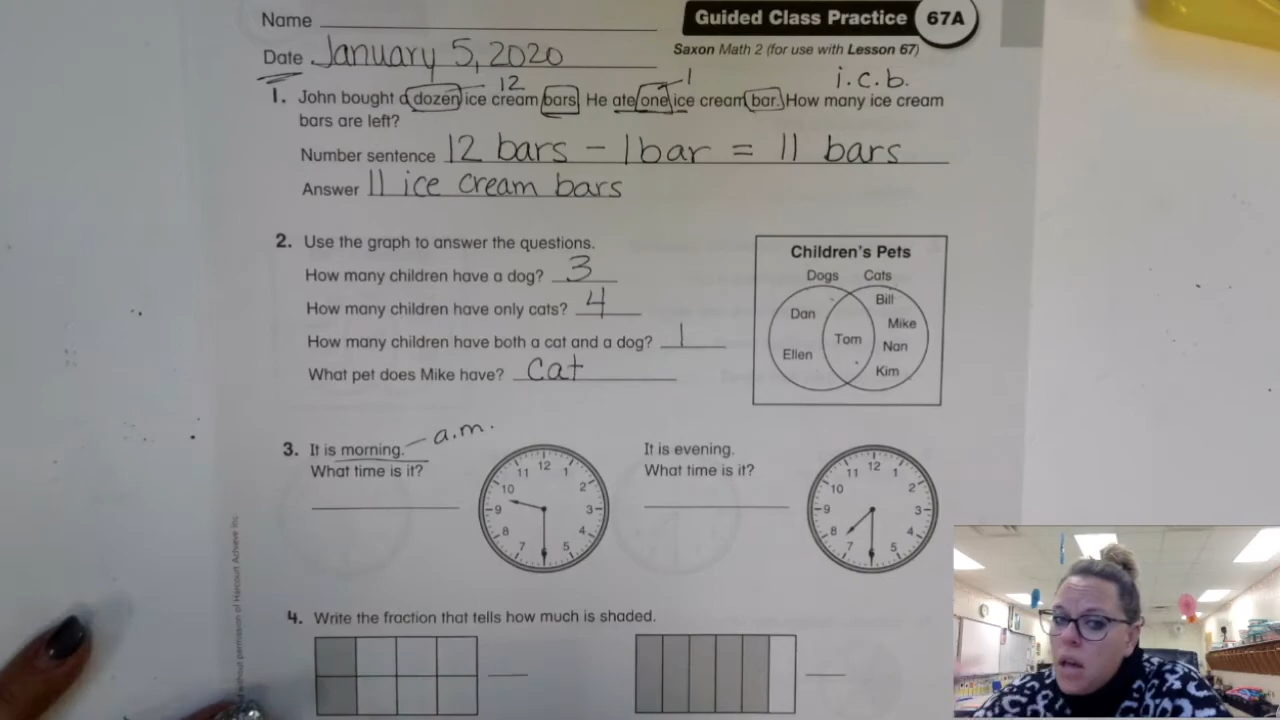 Name
Guided Class Practice 67A
Date January 5, 2020
Saxon Math 2 (for use with Lesson 67)
12 1 i.c.b.
1. John bought a dozen ice cream bars. He ate one ice cream bar. How many ice cream
bars are left?
Number sentence 12 bars - 1 bar = 11 bars
Answer 11 ice cream bars
2. Use the graph to answer the questions.
How many children have a dog? 3
How many children have only cats? 4
How many children have both a cat and a dog? 1
What pet does Mike have? cat
Children's Pets
Dogs Cats
Dan
Ellen
Tom
Bill
Mike
Nan
Kim
3. It is morning. a.m.
What time is it?
12 1 2 3 4 5 7 8 9 10 11
It is evening.
What time is it?
12 1 2 3 4 5 7 8 9 10 11
4. Write the fraction that tells how much is shaded.
without permission of Harcourt Achieve Inc.